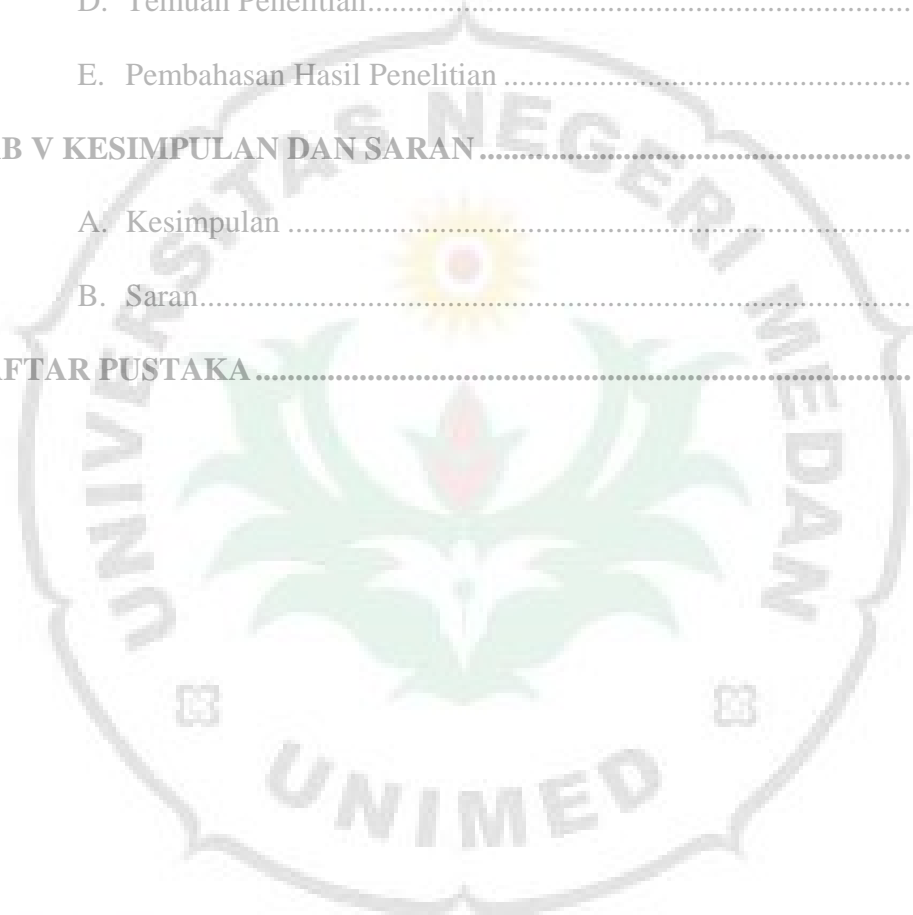 D. Temuan Penelitian..........................................................................
E. Pembahasan Hasil Penelitian ..........................................................
B V KESIMPULAN DAN SARAN..........................................................
A. Kesimpulan ....................................................................................
B. Saran................................................................................................
FTAR PUSTAKA....................................................................................
UNIVERSITAS NEGERI MEDAN
UNIMED